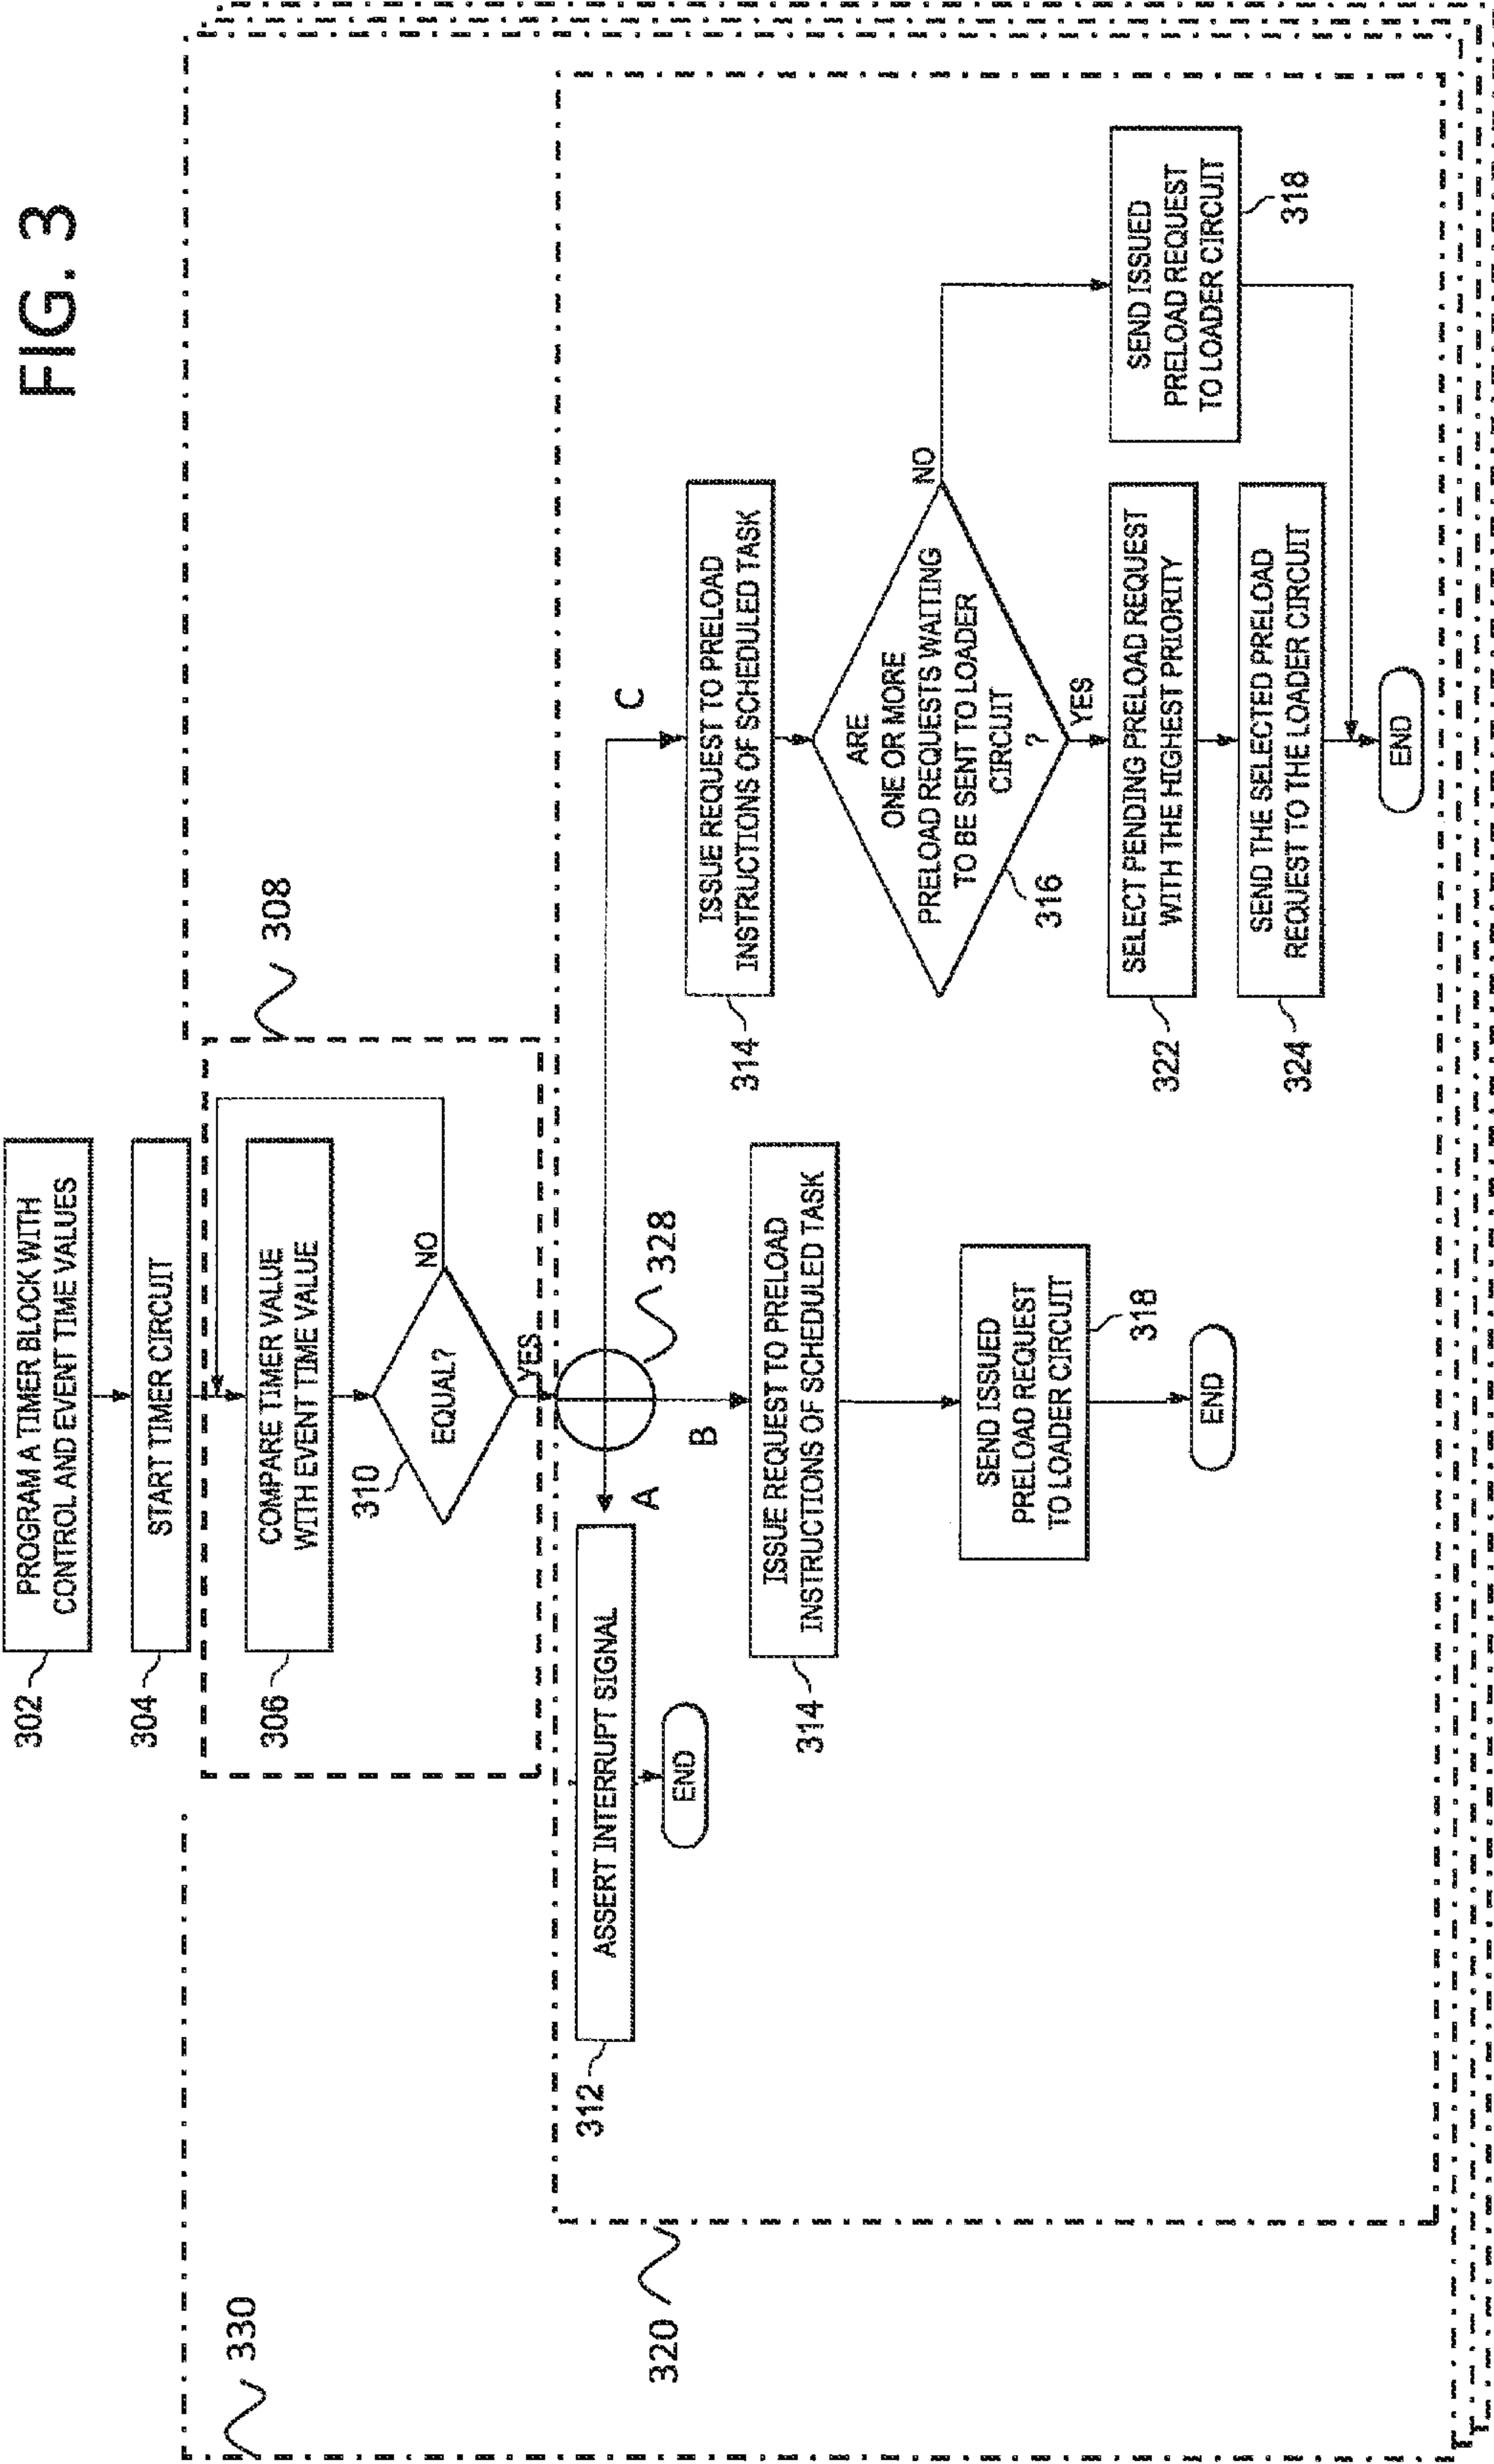 FIG. 3
PROGRAM A TIMER BLOCK WITH
CONTROL AND EVENT TIME VALUES
302
START TIMER CIRCUIT
304
330
308
COMPARE TIMER VALUE
WITH EVENT TIME VALUE
306
310
EQUAL?
NO
YES
328
320
A
B
C
ASSERT INTERRUPT SIGNAL
312
END
ISSUE REQUEST TO PRELOAD
INSTRUCTIONS OF SCHEDULED TASK
314
SEND ISSUED
PRELOAD REQUEST
TO LOADER CIRCUIT
318
END
ISSUE REQUEST TO PRELOAD
INSTRUCTIONS OF SCHEDULED TASK
314
ARE
ONE OR MORE
PRELOAD REQUESTS WAITING
TO BE SENT TO LOADER
CIRCUIT
?
316
NO
YES
SEND ISSUED
PRELOAD REQUEST
TO LOADER CIRCUIT
318
SELECT PENDING PRELOAD REQUEST
WITH THE HIGHEST PRIORITY
322
SEND THE SELECTED PRELOAD
REQUEST TO THE LOADER CIRCUIT
324
END